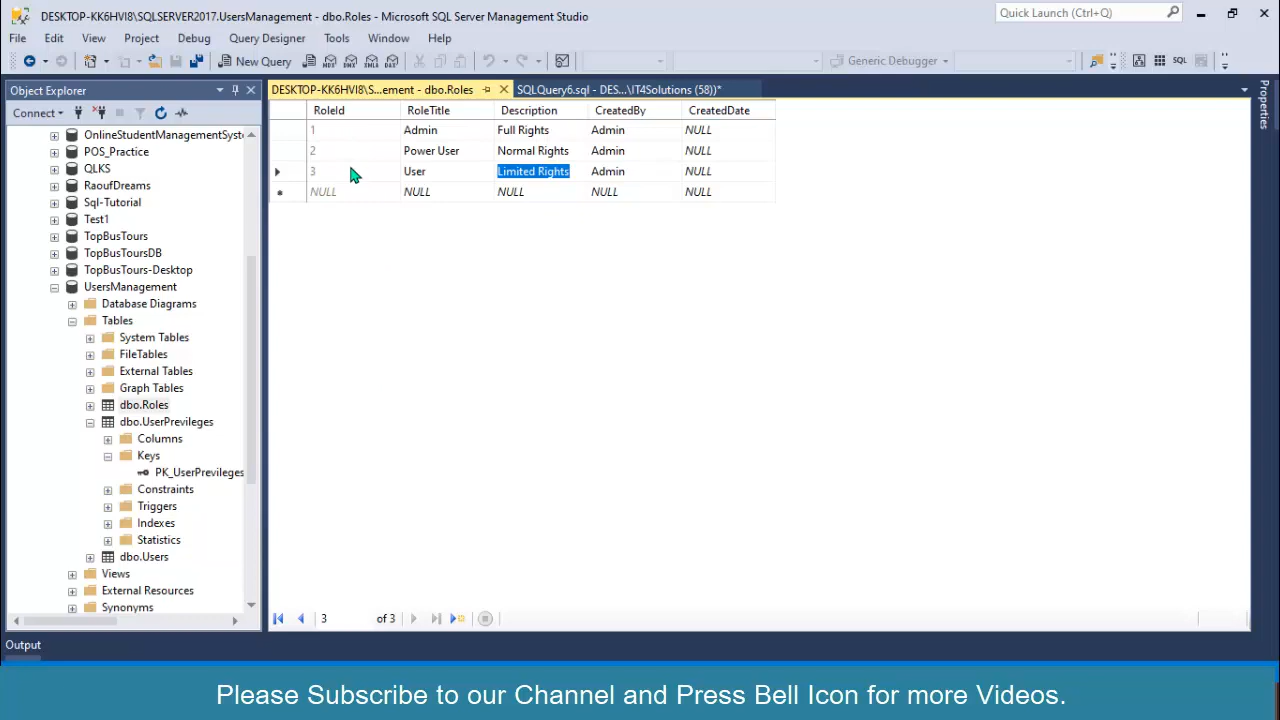 DESKTOP-KK6HVI8\SQLSERVER2017.UsersManagement - dbo.Roles - Microsoft SQL Server Management Studio
Quick Launch (Ctrl+Q)
File Edit View Project Debug Query Designer Tools Window Help
New Query
Generic Debugger
Object Explorer
DESKTOP-KK6HVI8\S...ement - dbo.Roles
SQLQuery6.sql - DES...\IT4Solutions (58))*
Properties
Connect
RoleId RoleTitle Description CreatedBy CreatedDate
1 Admin Full Rights Admin NULL
2 Power User Normal Rights Admin NULL
3 User Limited Rights Admin NULL
NULL NULL NULL NULL NULL
OnlineStudentManagementSyste
POS_Practice
QLKS
RaoufDreams
Sql-Tutorial
Test1
TopBusTours
TopBusToursDB
TopBusTours-Desktop
UsersManagement
Database Diagrams
Tables
System Tables
FileTables
External Tables
Graph Tables
dbo.Roles
dbo.UserPrevileges
Columns
Keys
PK_UserPrevileges
Constraints
Triggers
Indexes
Statistics
dbo.Users
Views
External Resources
Synonyms
3 of 3
Output
Please Subscribe to our Channel and Press Bell Icon for more Videos.